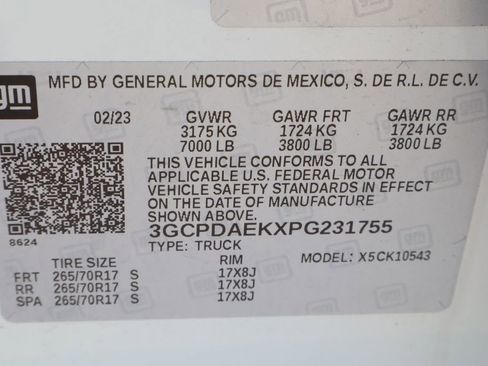 gm MFD BY GENERAL MOTORS DE MEXICO, S. DE R.L. DE C.V.
02/23 GVWR GAWR FRT GAWR RR
3175 KG 1724 KG 1724 KG
7000 LB 3800 LB 3800 LB
THIS VEHICLE CONFORMS TO ALL
APPLICABLE U.S. FEDERAL MOTOR
VEHICLE SAFETY STANDARDS IN EFFECT
ON THE DATE OF MANUFACTURE
SHOWN ABOVE.
3GCPDAEKXPG231755
8624
TYPE: TRUCK MODEL: X5CK10543
TIRE SIZE RIM
FRT 265/70R17 S 17X8J
RR 265/70R17 S 17X8J
SPA 265/70R17 S 17X8J